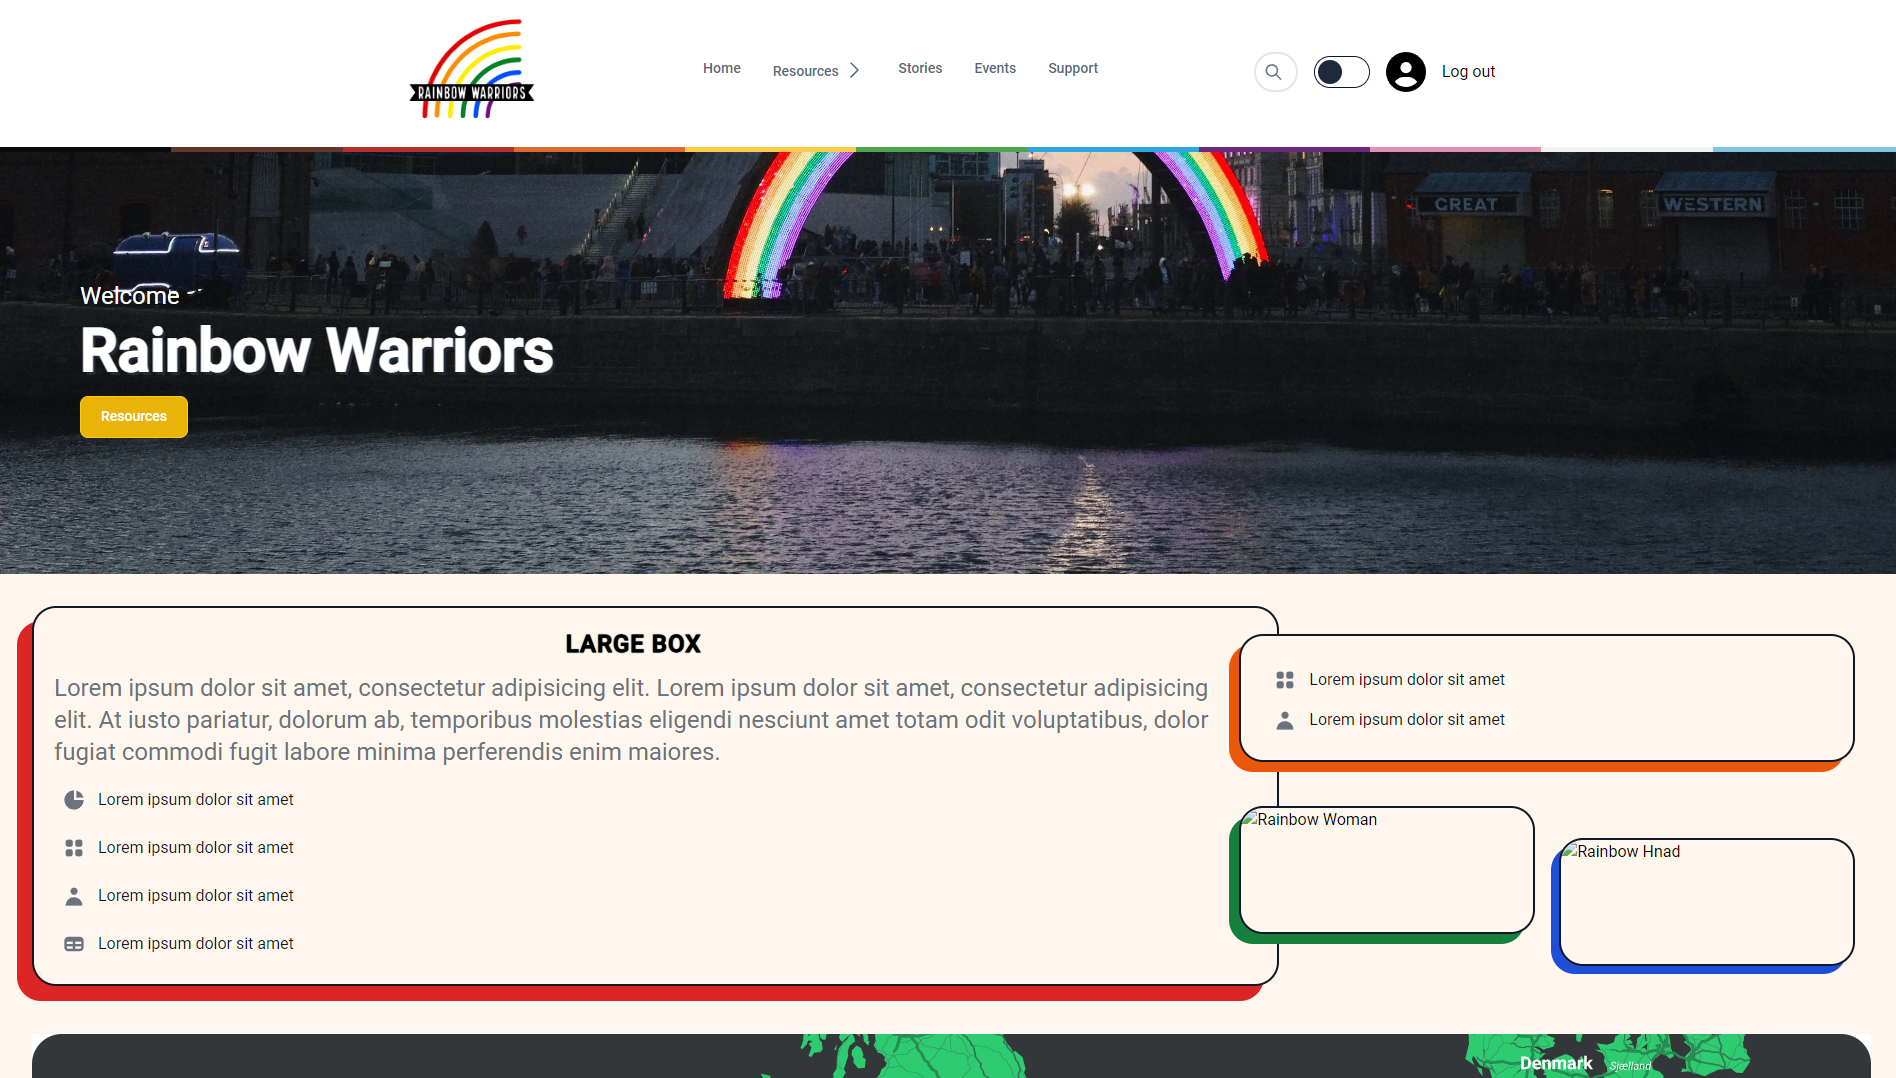 RAINBOW WARRIORS
Home
Resources
Stories
Events
Support
Log out
GREAT
WESTERN
Welcome
Rainbow Warriors
Resources
LARGE BOX
Lorem ipsum dolor sit amet, consectetur adipisicing elit. Lorem ipsum dolor sit amet, consectetur adipisicing
elit. At iusto pariatur, dolorum ab, temporibus molestias eligendi nesciunt amet totam odit voluptatibus, dolor
fugiat commodi fugit labore minima perferendis enim maiores.
Lorem ipsum dolor sit amet
Lorem ipsum dolor sit amet
Lorem ipsum dolor sit amet
Lorem ipsum dolor sit amet
Lorem ipsum dolor sit amet
Lorem ipsum dolor sit amet
Rainbow Woman
Rainbow Hnad
Denmark
Sjælland